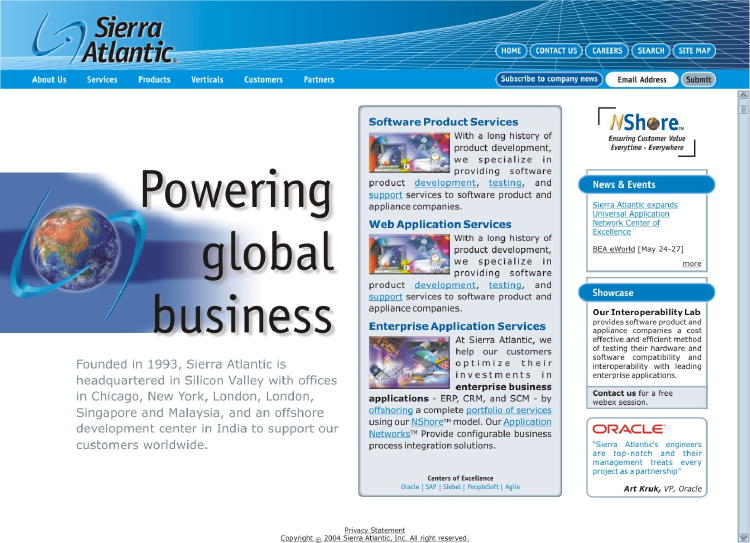 Sierra
Atlantic
HOME CONTACT US CAREERS SEARCH SITE MAP
About Us Services Products Verticals Customers Partners
Subscribe to company news Email Address Submit
Powering
global
business
Founded in 1993, Sierra Atlantic is
headquartered in Silicon Valley with offices
in Chicago, New York, London, London,
Singapore and Malaysia, and an offshore
development center in India to support our
customers worldwide.
Software Product Services
With a long history of
product development,
we specialize in
providing software
product development, testing, and
support services to software product and
appliance companies.
Web Application Services
With a long history of
product development,
we specialize in
providing software
product development, testing, and
support services to software product and
appliance companies.
Enterprise Application Services
At Sierra Atlantic, we
help our customers
optimize their
investments in
enterprise business
applications - ERP, CRM, and SCM - by
offshoring a complete portfolio of services
using our NShore™ model. Our Application
Networks™ Provide configurable business
process integration solutions.
Centers of Excellence
Oracle | SAP | Siebel | PeopleSoft | Agile
NShore™
Ensuring Customer Value
Everytime - Everywhere
News & Events
Sierra Atlantic expands
Universal Application
Network Center of
Excellence
BEA eWorld [May 24-27]
more
Showcase
Our Interoperability Lab
provides software product and
appliance companies a cost
effective and efficient method
of testing their hardware and
software compatibility and
interoperability with leading
enterprise applications.
Contact us for a free
webex session.
ORACLE
"Sierra Atlantic's engineers
are top-notch and their
management treats every
project as a partnership"
Art Kruk, VP, Oracle
Privacy Statement
Copyright © 2004 Sierra Atlantic, Inc. All right reserved.